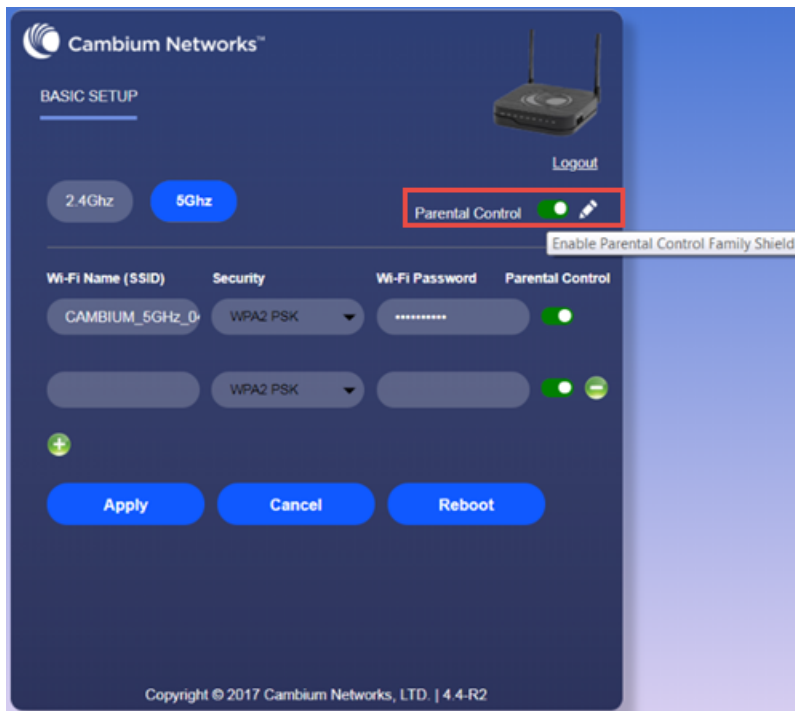 Cambium Networks™
BASIC SETUP
Logout
2.4Ghz 5Ghz Parental Control
Enable Parental Control Family Shield
Wi-Fi Name (SSID) Security Wi-Fi Password Parental Control
CAMBIUM_5GHz_0 WPA2 PSK ••••••••••
WPA2 PSK
Apply Cancel Reboot
Copyright © 2017 Cambium Networks, LTD. | 4.4-R2